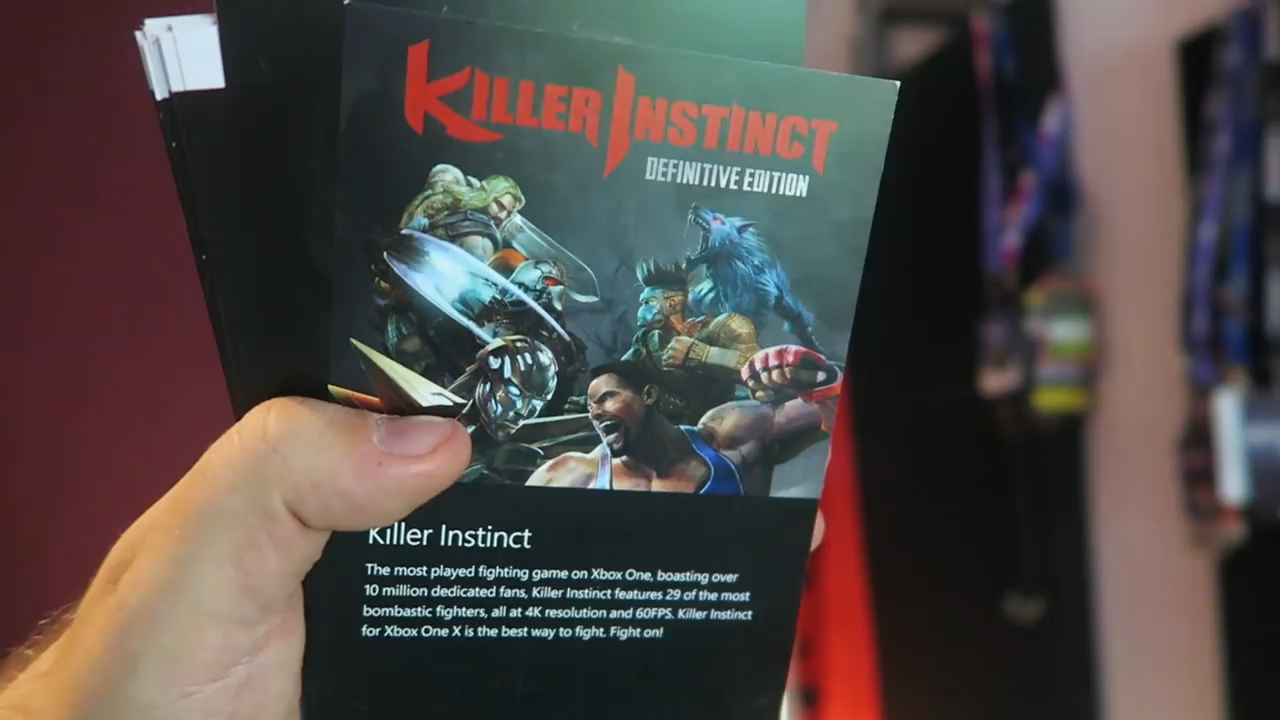 KILLER INSTINCT
DEFINITIVE EDITION
Killer Instinct
The most played fighting game on Xbox One, boasting over
10 million dedicated fans, Killer Instinct features 29 of the most
bombastic fighters, all at 4K resolution and 60FPS. Killer Instinct
for Xbox One X is the best way to fight. Fight on!